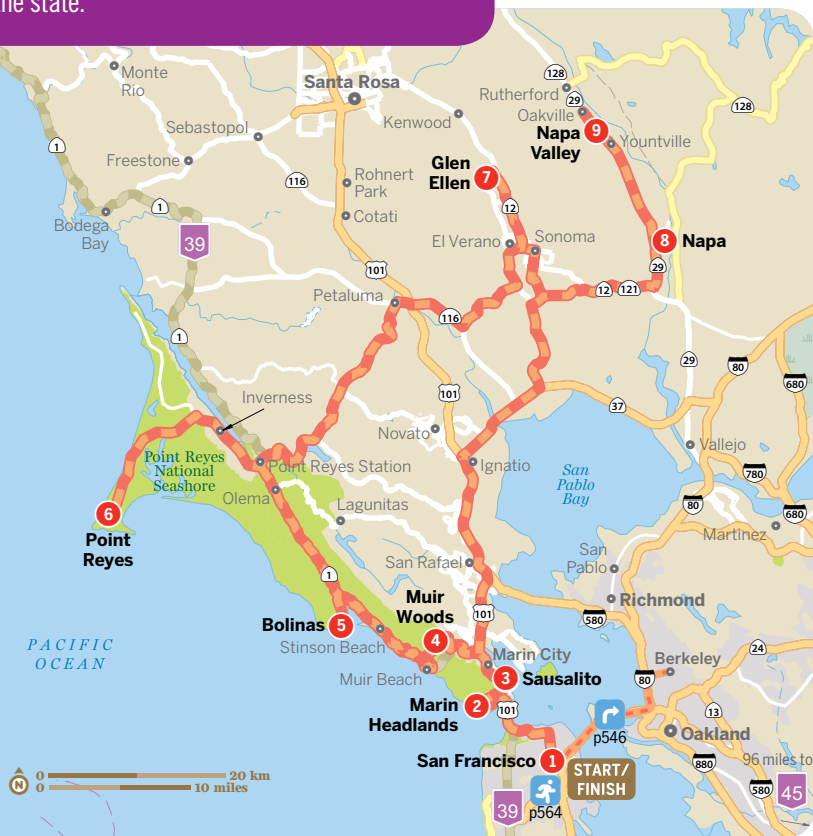 the state.
Monte
Rio
Santa Rosa
128
Rutherford
29
Oakville
128
Kenwood
Napa
Valley
9
Yountville
Sebastopol
1
Freestone
116
Rohnert
Park
Cotati
Glen
Ellen
7
12
1
Bodega
Bay
39
El Verano
Sonoma
8
Napa
29
101
12
121
Petaluma
116
1
29
80
680
101
37
Inverness
Novato
Vallejo
Point Reyes
National
Seashore
Point Reyes Station
Ignatio
San
Pablo
Bay
780
Olema
Lagunitas
80
680
6
Point
Reyes
Martinez
San Rafael
San
Pablo
1
Muir
Woods
101
Richmond
580
Bolinas
5
4
Stinson Beach
PACIFIC
OCEAN
Marin City
24
Berkeley
Muir Beach
3
Sausalito
80
Marin
Headlands
2
101
13
p546
Oakland
San Francisco
1
880
96 miles to
START/
FINISH
N
0
20 km
0
10 miles
39
p564
580
45